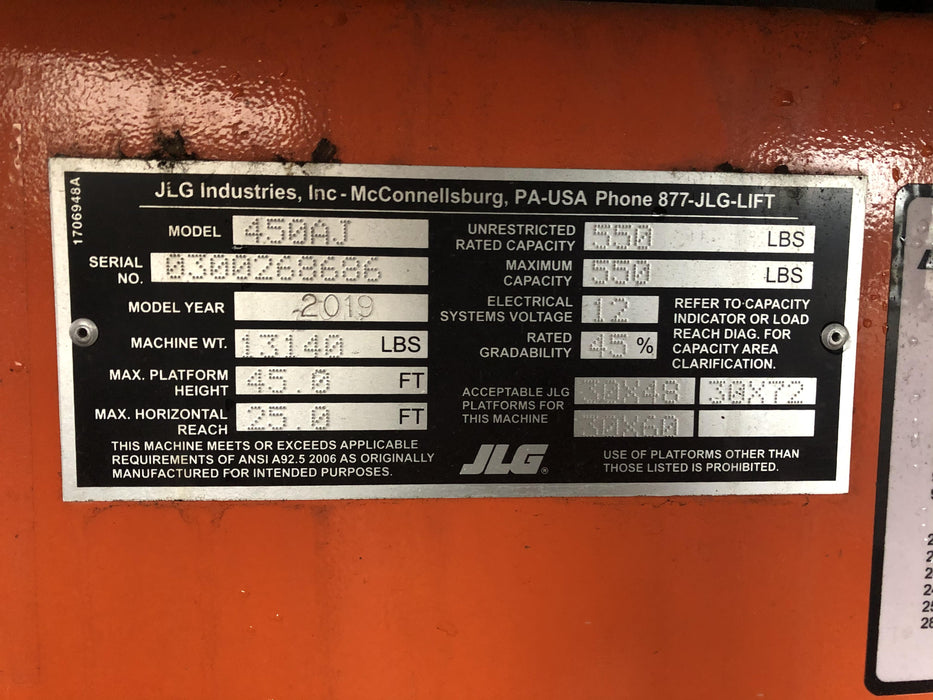 1706948A
JLG Industries, Inc - McConnellsburg, PA-USA Phone 877-JLG-LIFT
MODEL 450AJ
SERIAL NO. 0300268686
MODEL YEAR 2019
MACHINE WT. 13140 LBS
MAX. PLATFORM HEIGHT 45.0 FT
MAX. HORIZONTAL REACH 25.0 FT
THIS MACHINE MEETS OR EXCEEDS APPLICABLE
REQUIREMENTS OF ANSI A92.5 2006 AS ORIGINALLY
MANUFACTURED FOR INTENDED PURPOSES.
UNRESTRICTED RATED CAPACITY 550 LBS
MAXIMUM CAPACITY 550 LBS
ELECTRICAL SYSTEMS VOLTAGE 12
RATED GRADABILITY 45 %
REFER TO CAPACITY
INDICATOR OR LOAD
REACH DIAG. FOR
CAPACITY AREA
CLARIFICATION.
ACCEPTABLE JLG
PLATFORMS FOR
THIS MACHINE
30X48 30X72
30X60
JLG®
USE OF PLATFORMS OTHER THAN
THOSE LISTED IS PROHIBITED.